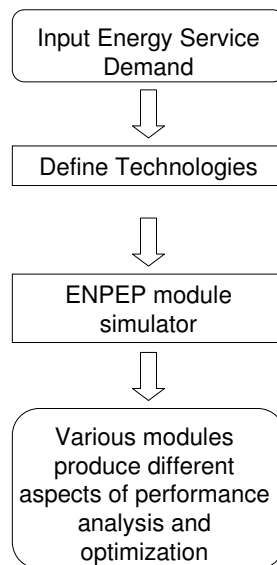 Input Energy Service
Demand
Define Technologies
ENPEP module
simulator
Various modules
produce different
aspects of performance
analysis and
optimization